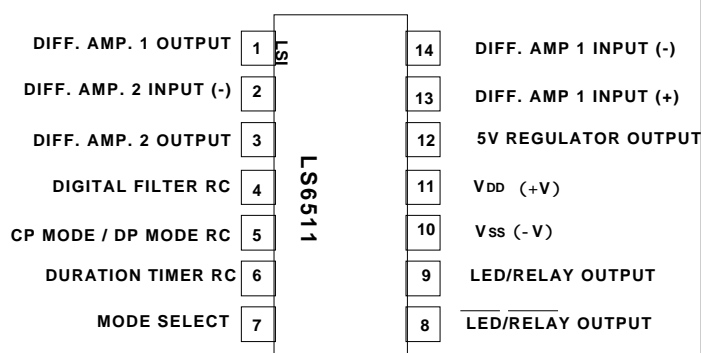 DIFF. AMP. 1 OUTPUT 1 14 DIFF. AMP 1 INPUT (-)
LSI
DIFF. AMP. 2 INPUT (-) 2 13 DIFF. AMP 1 INPUT (+)
DIFF. AMP. 2 OUTPUT 3 12 5V REGULATOR OUTPUT
LS6511
DIGITAL FILTER RC 4 11 VDD (+V)
CP MODE / DP MODE RC 5 10 Vss (-V)
DURATION TIMER RC 6 9 LED/RELAY OUTPUT
MODE SELECT 7 8 LED/RELAY OUTPUT